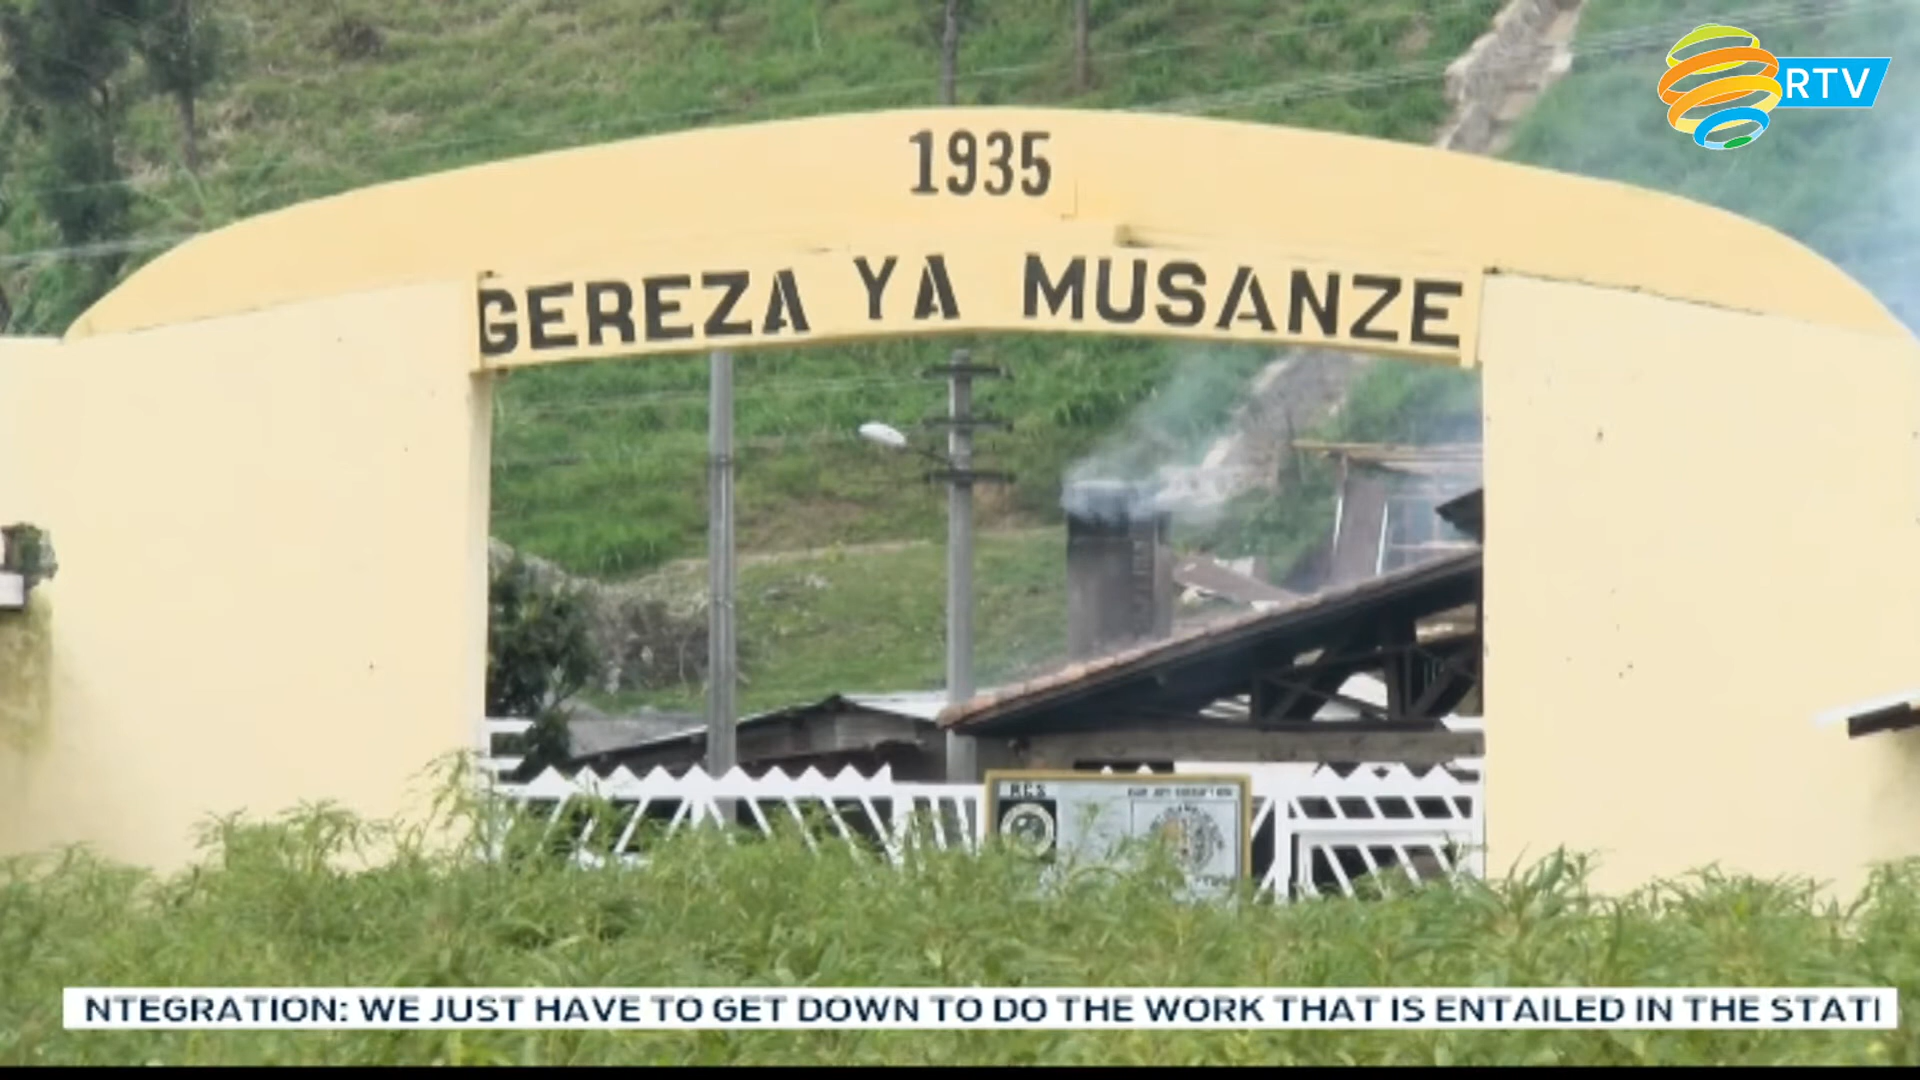 RTV
1935
GEREZA YA MUSANZE
RCS
NTEGRATION: WE JUST HAVE TO GET DOWN TO DO THE WORK THAT IS ENTAILED IN THE STATI